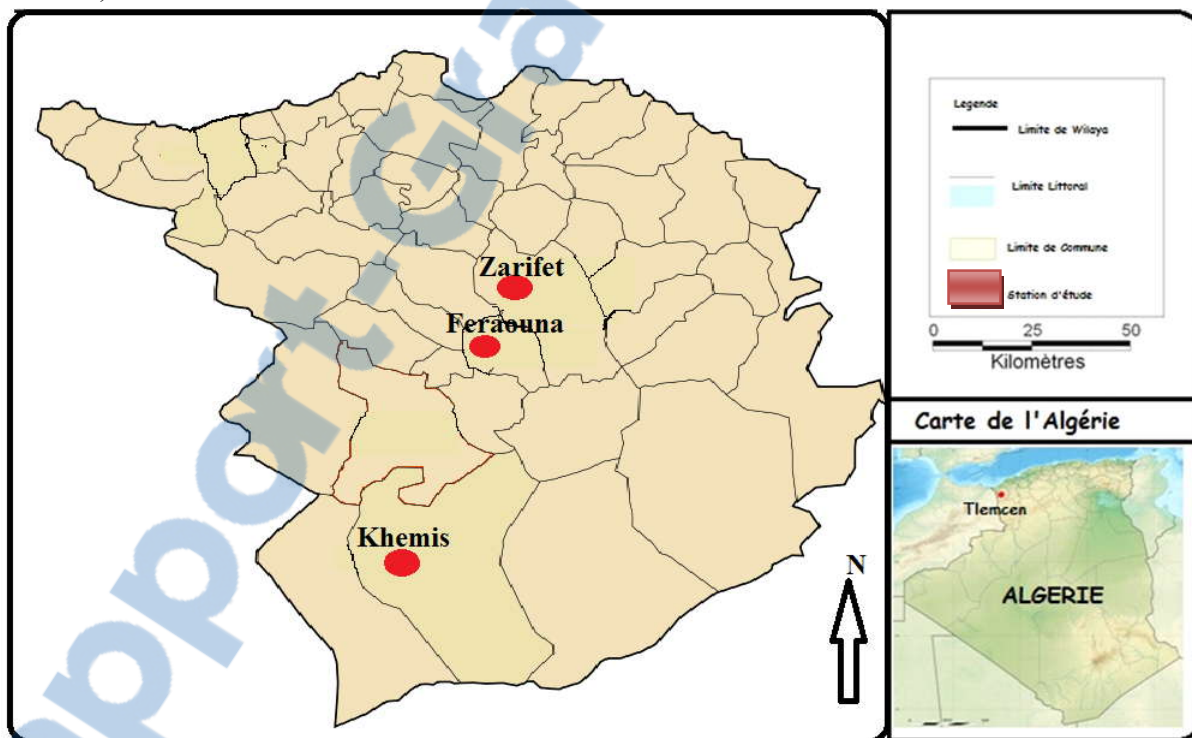 Zarifet
Feraouna
Khemis
N
Legende
Limite de Wilaya
Limite Littoral
Limite de Commune
Station d'étude
0 25 50
Kilomètres
Carte de l'Algérie
Tlemcen
ALGERIE